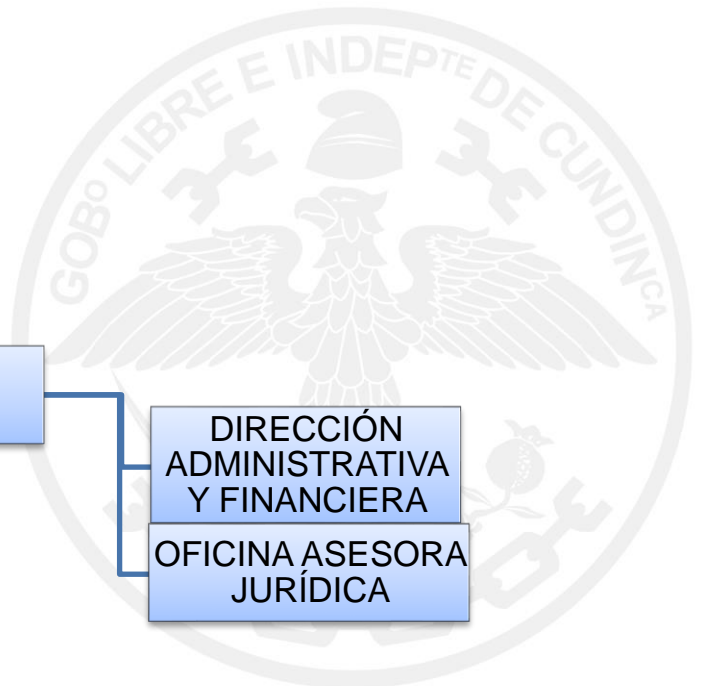 GOBº LIBRE E INDEPTE DE CUNDINCA
DIRECCIÓN
ADMINISTRATIVA
Y FINANCIERA
OFICINA ASESORA
JURÍDICA